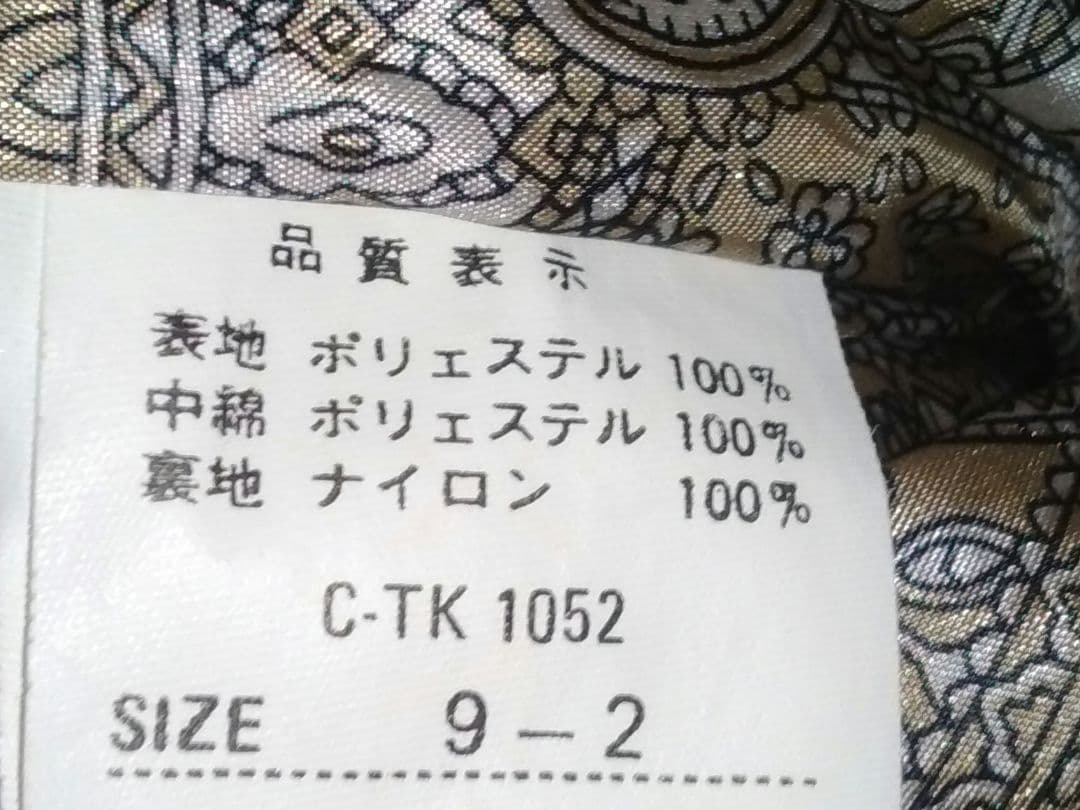 品質表示
表地 ポリエステル 100%
中綿 ポリエステル 100%
裏地 ナイロン 100%
C-TK 1052
SIZE 9-2